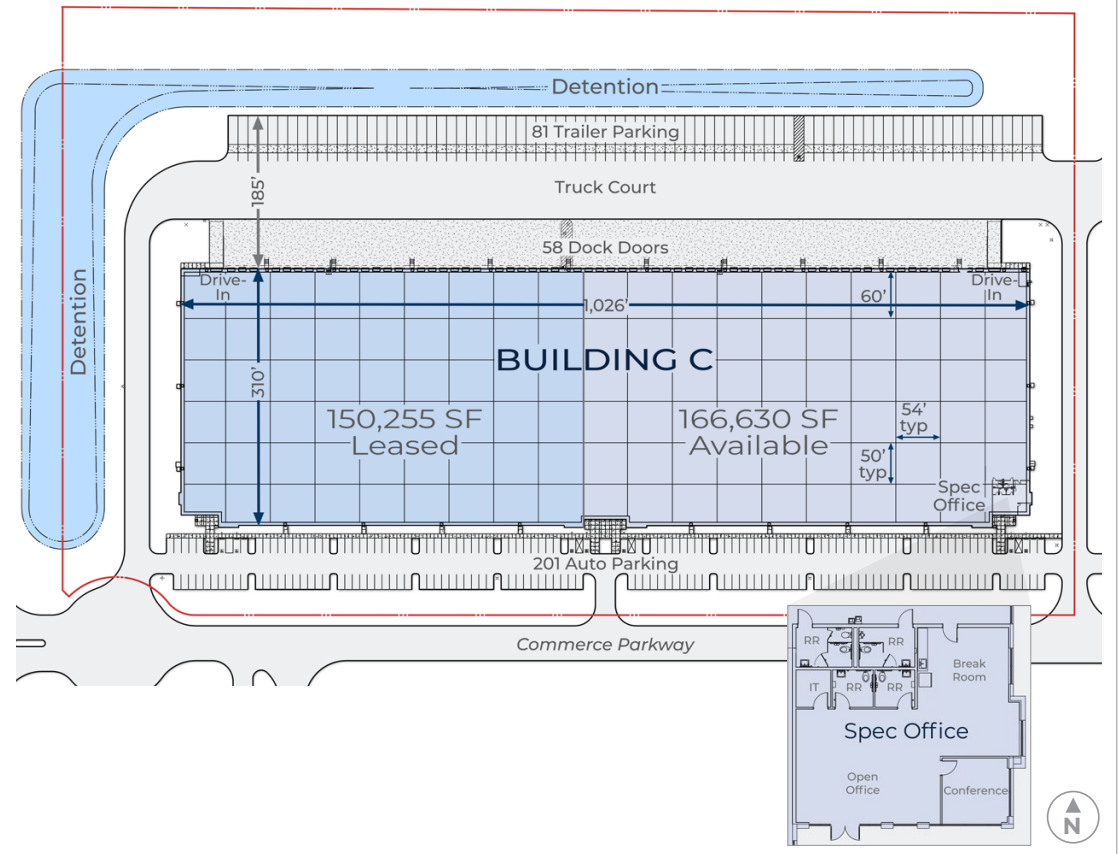 Detention
81 Trailer Parking
185'
Truck Court
58 Dock Doors
Drive-
In
Drive-
In
1,026'
60'
Detention
BUILDING C
310'
150,255 SF
Leased
166,630 SF
Available
54'
typ
50'
typ
Spec
Office
201 Auto Parking
Commerce Parkway
RR
RR
Break
Room
IT
RR
RR
Spec Office
Open
Office
Conference
N